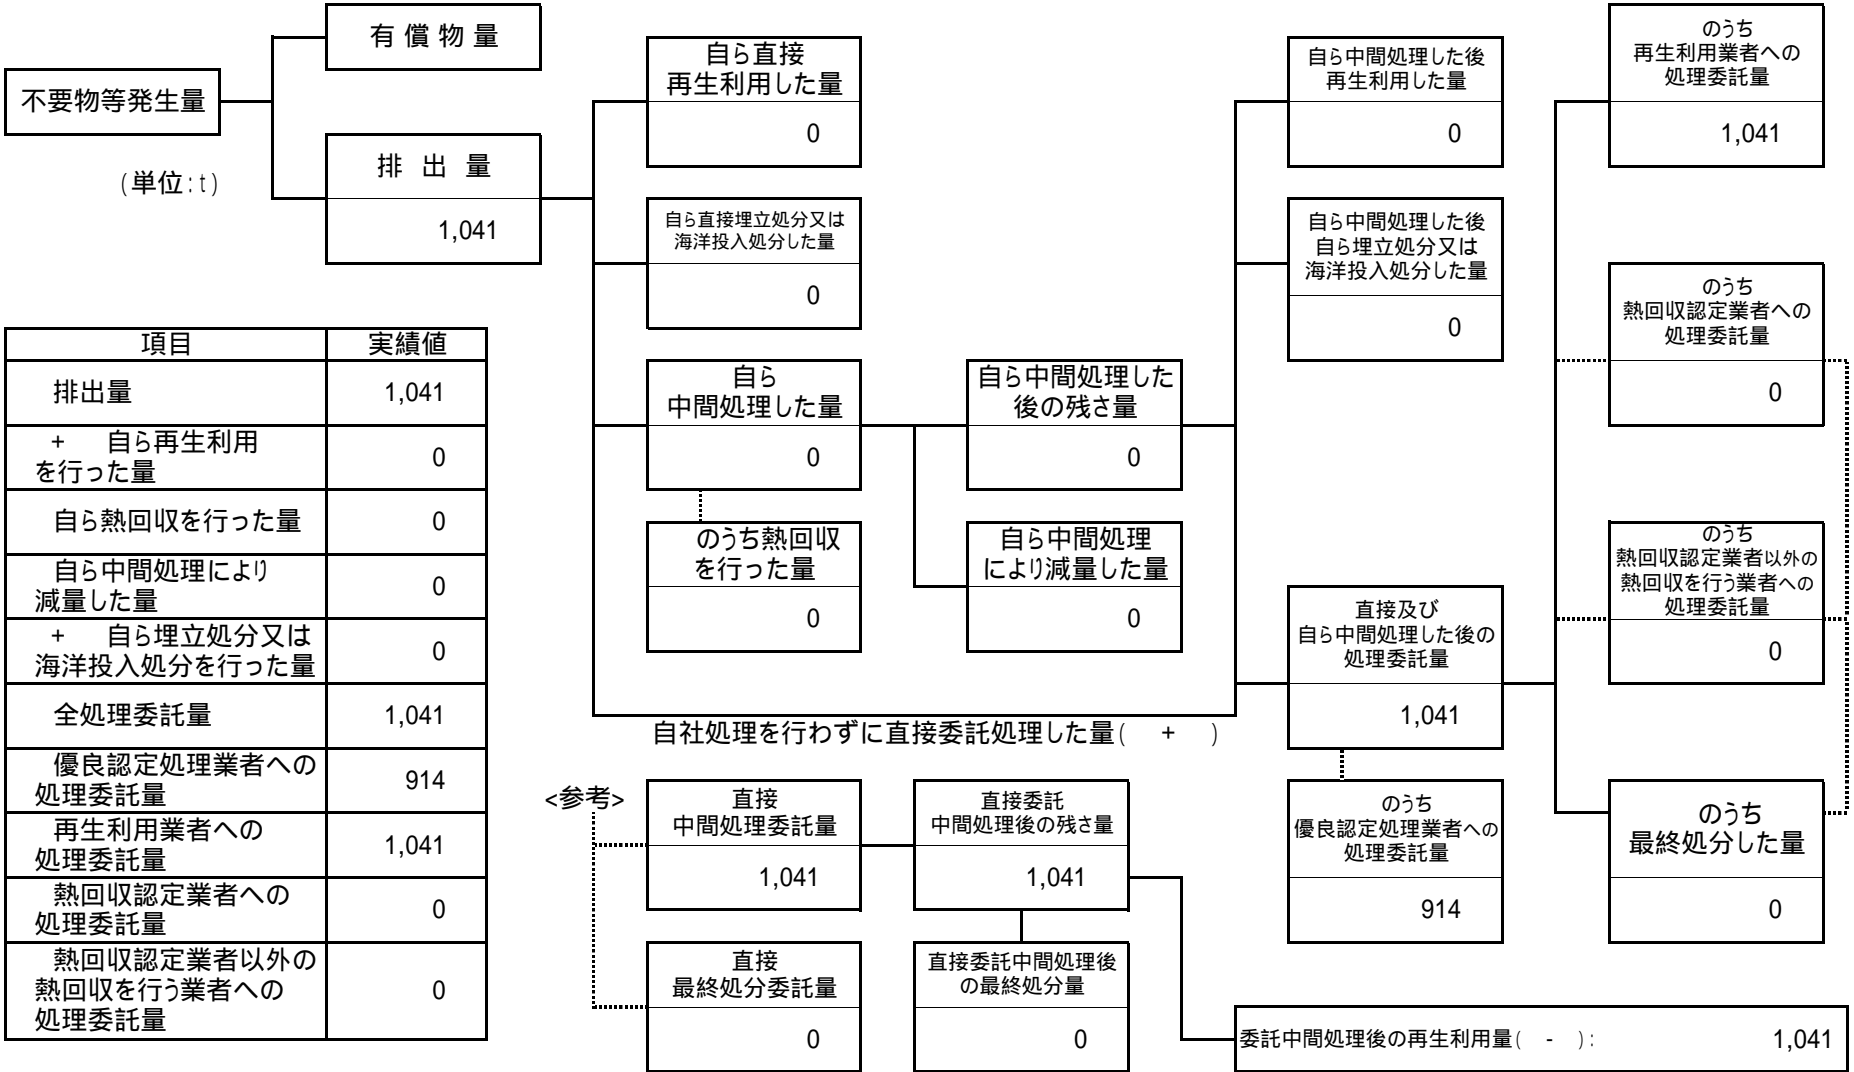 有償物量
不要物等発生量
(単位:t)
排出量
1,041
自ら直接
再生利用した量
0
自ら直接埋立処分又は
海洋投入処分した量
0
自ら
中間処理した量
0
のうち熱回収
を行った量
0
自ら中間処理した
後の残さ量
0
自ら中間処理
により減量した量
0
自ら中間処理した後
再生利用した量
0
自ら中間処理した後
自ら埋立処分又は
海洋投入処分した量
0
直接及び
自ら中間処理した後の
処理委託量
1,041
のうち
優良認定処理業者への
処理委託量
914
のうち
再生利用業者への
処理委託量
1,041
のうち
熱回収認定業者への
処理委託量
0
のうち
熱回収認定業者以外の
熱回収を行う業者への
処理委託量
0
のうち
最終処分した量
0
自社処理を行わずに直接委託処理した量( + )
<参考>
直接
中間処理委託量
1,041
直接委託
中間処理後の残さ量
1,041
直接
最終処分委託量
0
直接委託中間処理後
の最終処分量
0
委託中間処理後の再生利用量( - ): 1,041
項目 実績値
排出量 1,041
+ 自ら再生利用
を行った量 0
自ら熱回収を行った量 0
自ら中間処理により
減量した量 0
+ 自ら埋立処分又は
海洋投入処分を行った量 0
全処理委託量 1,041
優良認定処理業者への
処理委託量 914
再生利用業者への
処理委託量 1,041
熱回収認定業者への
処理委託量 0
熱回収認定業者以外の
熱回収を行う業者への
処理委託量 0